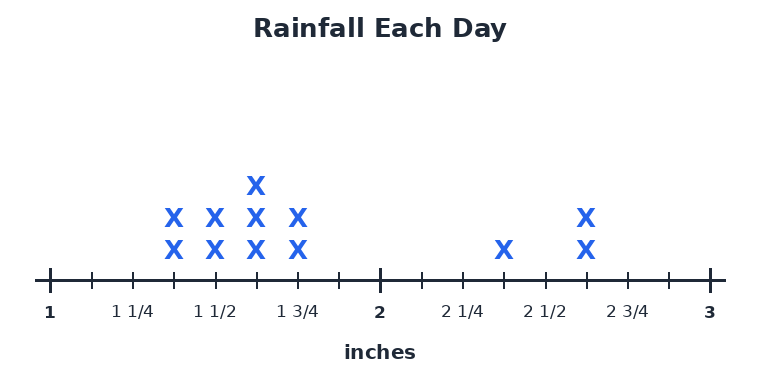 Rainfall Each Day
X
X X X X X
X X X X X X
1 1 1/4 1 1/2 1 3/4 2 2 1/4 2 1/2 2 3/4 3
inches